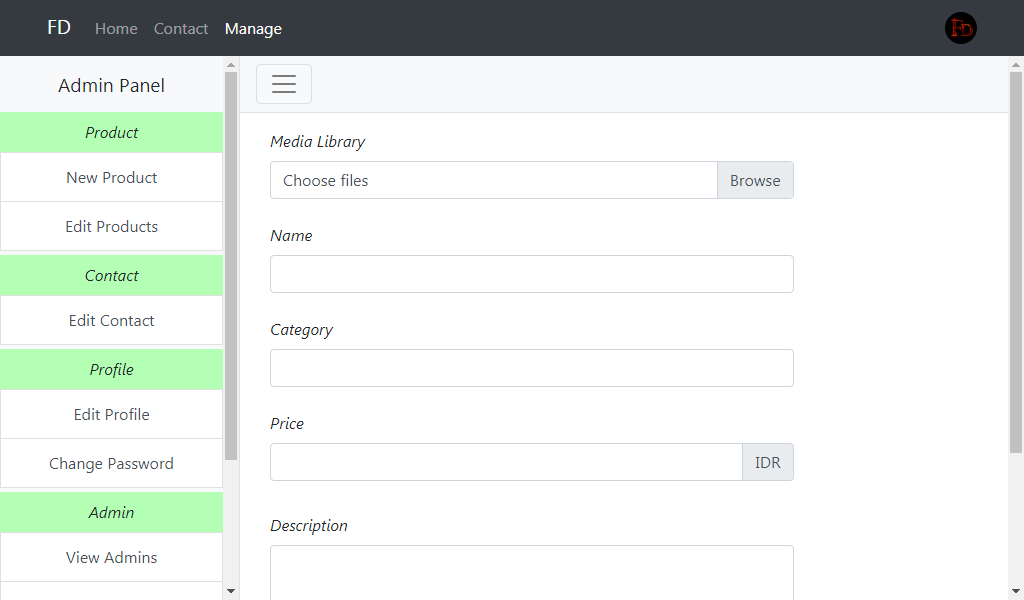 FD Home Contact Manage FD
Admin Panel
Product
New Product
Edit Products
Contact
Edit Contact
Profile
Edit Profile
Change Password
Admin
View Admins
Media Library
Choose files Browse
Name
Category
Price
IDR
Description